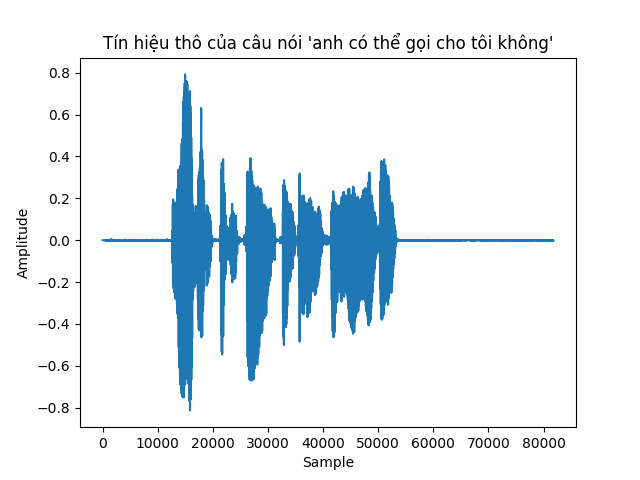 Tín hiệu thô của câu nói 'anh có thể gọi cho tôi không'
0.8
0.6
0.4
0.2
0.0
−0.2
−0.4
−0.6
−0.8
Amplitude
0 10000 20000 30000 40000 50000 60000 70000 80000
Sample